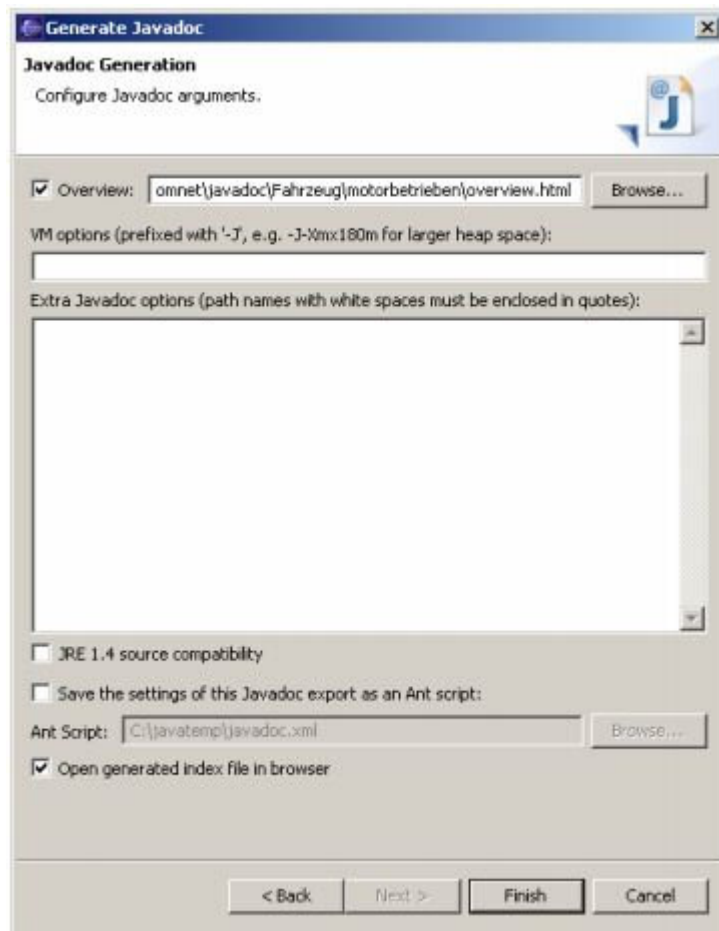 Generate Javadoc
Javadoc Generation
Configure Javadoc arguments.
@
J
Overview: omnet\javadoc\Fahrzeug\motorbetrieben\overview.html Browse...
VM options (prefixed with '-J', e.g. -J-Xmx180m for larger heap space):
Extra Javadoc options (path names with white spaces must be enclosed in quotes):
JRE 1.4 source compatibility
Save the settings of this Javadoc export as an Ant script:
Ant Script: C:\javatemp\javadoc.xml Browse...
Open generated index file in browser
< Back Next > Finish Cancel